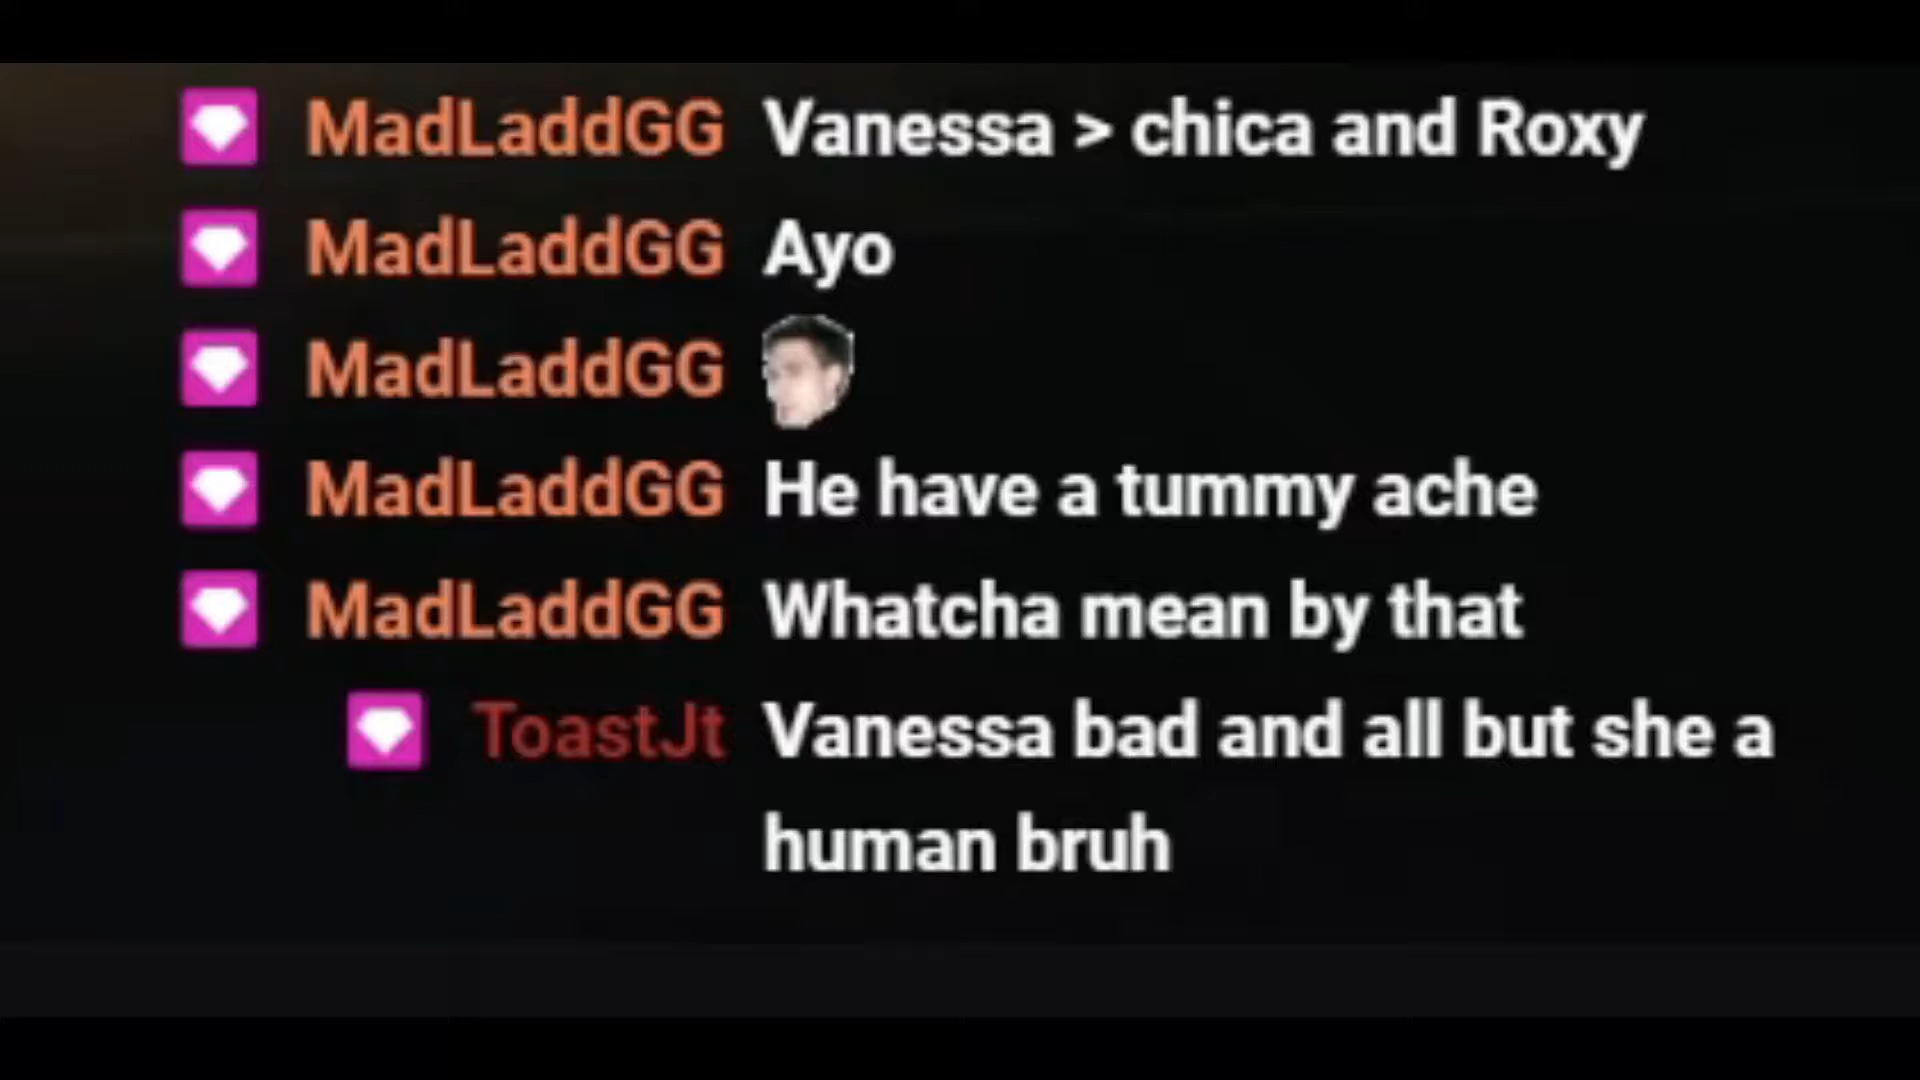 MadLaddGG Vanessa > chica and Roxy
MadLaddGG Ayo
MadLaddGG
MadLaddGG He have a tummy ache
MadLaddGG Whatcha mean by that
ToastJt Vanessa bad and all but she a
human bruh